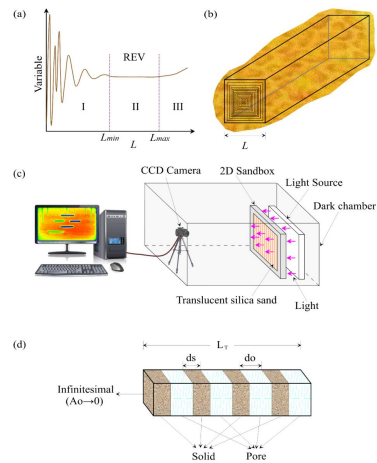 (a)
REV
Variable
I
II
III
Lmin
Lmax
L
(b)
L
(c)
CCD Camera
2D Sandbox
Light Source
Dark chamber
Translucent silica sand
Light
(d)
L_T
ds
do
Infinitesimal
(Ao→0)
Solid
Pore